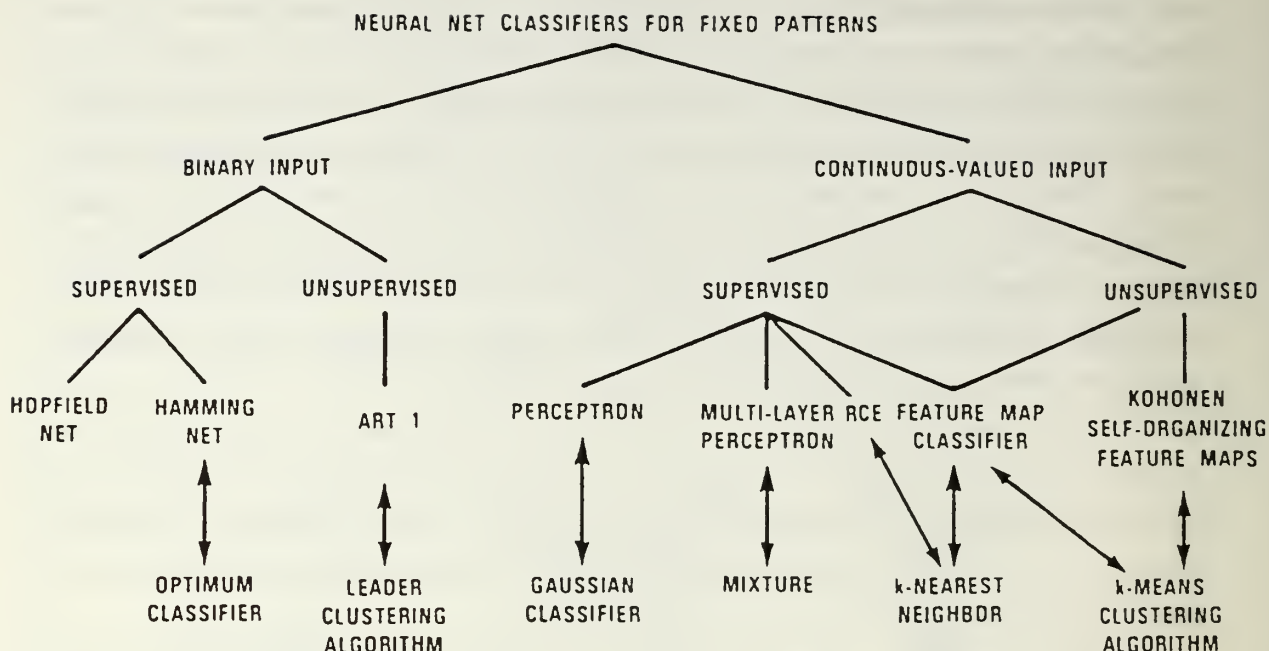 NEURAL NET CLASSIFIERS FOR FIXED PATTERNS
BINARY INPUT
CONTINUOUS-VALUED INPUT
SUPERVISED
UNSUPERVISED
SUPERVISED
UNSUPERVISED
HOPFIELD
NET
HAMMING
NET
ART 1
PERCEPTRON
MULTI-LAYER
PERCEPTRON
RCE
FEATURE MAP
CLASSIFIER
KOHONEN
SELF-ORGANIZING
FEATURE MAPS
OPTIMUM
CLASSIFIER
LEADER
CLUSTERING
ALGORITHM
GAUSSIAN
CLASSIFIER
MIXTURE
k-NEAREST
NEIGHBOR
k-MEANS
CLUSTERING
ALGORITHM